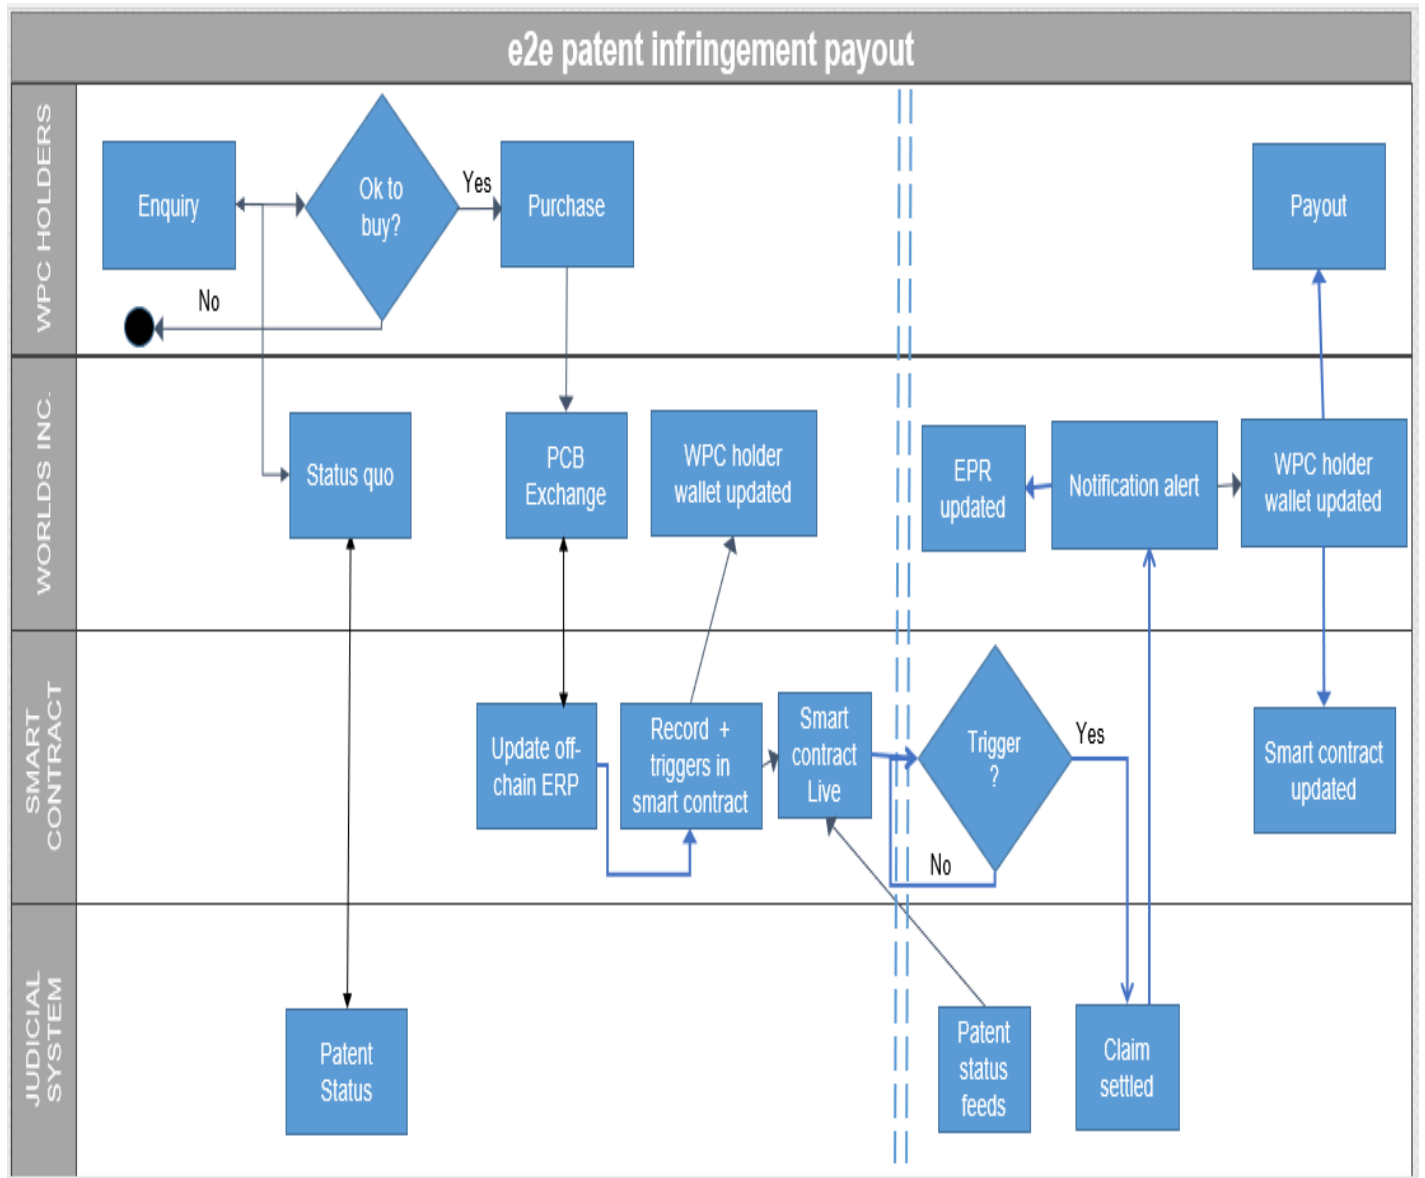 e2e patent infringement payout
WPC HOLDERS
Enquiry
Ok to
buy?
Yes
Purchase
Payout
No
WORLDS INC.
Status quo
PCB
Exchange
WPC holder
wallet updated
EPR
updated
Notification alert
WPC holder
wallet updated
SMART
CONTRACT
Update off-
chain ERP
Record +
triggers in
smart contract
Smart
contract
Live
Trigger
?
Yes
No
Smart contract
updated
JUDICIAL
SYSTEM
Patent
Status
Patent
status
feeds
Claim
settled